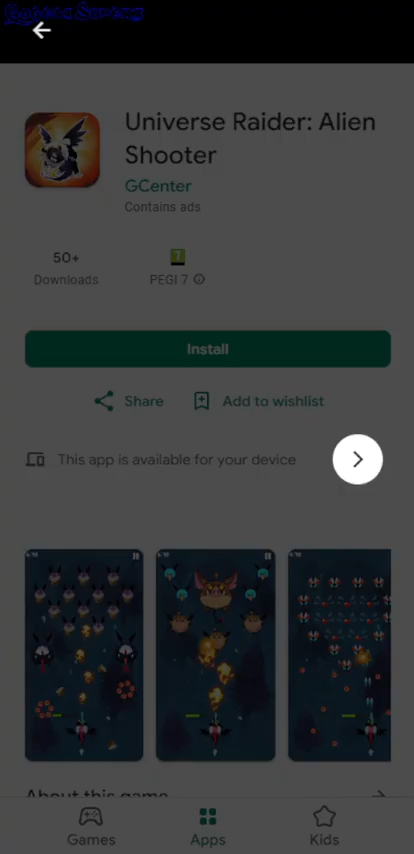 Universe Raider: Alien
Shooter
GCenter
Contains ads
50+
7
Downloads
PEGI 7
Install
Share
Add to wishlist
This app is available for your device
About this game
Games
Apps
Kids